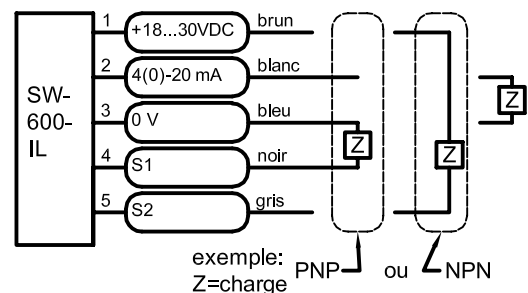 SW-
600-
IL
1 +18...30VDC brun
2 4(0)-20 mA blanc
3 0 V bleu
4 S1 noir
5 S2 gris
Z
Z
Z
exemple:
Z=charge PNP ou NPN